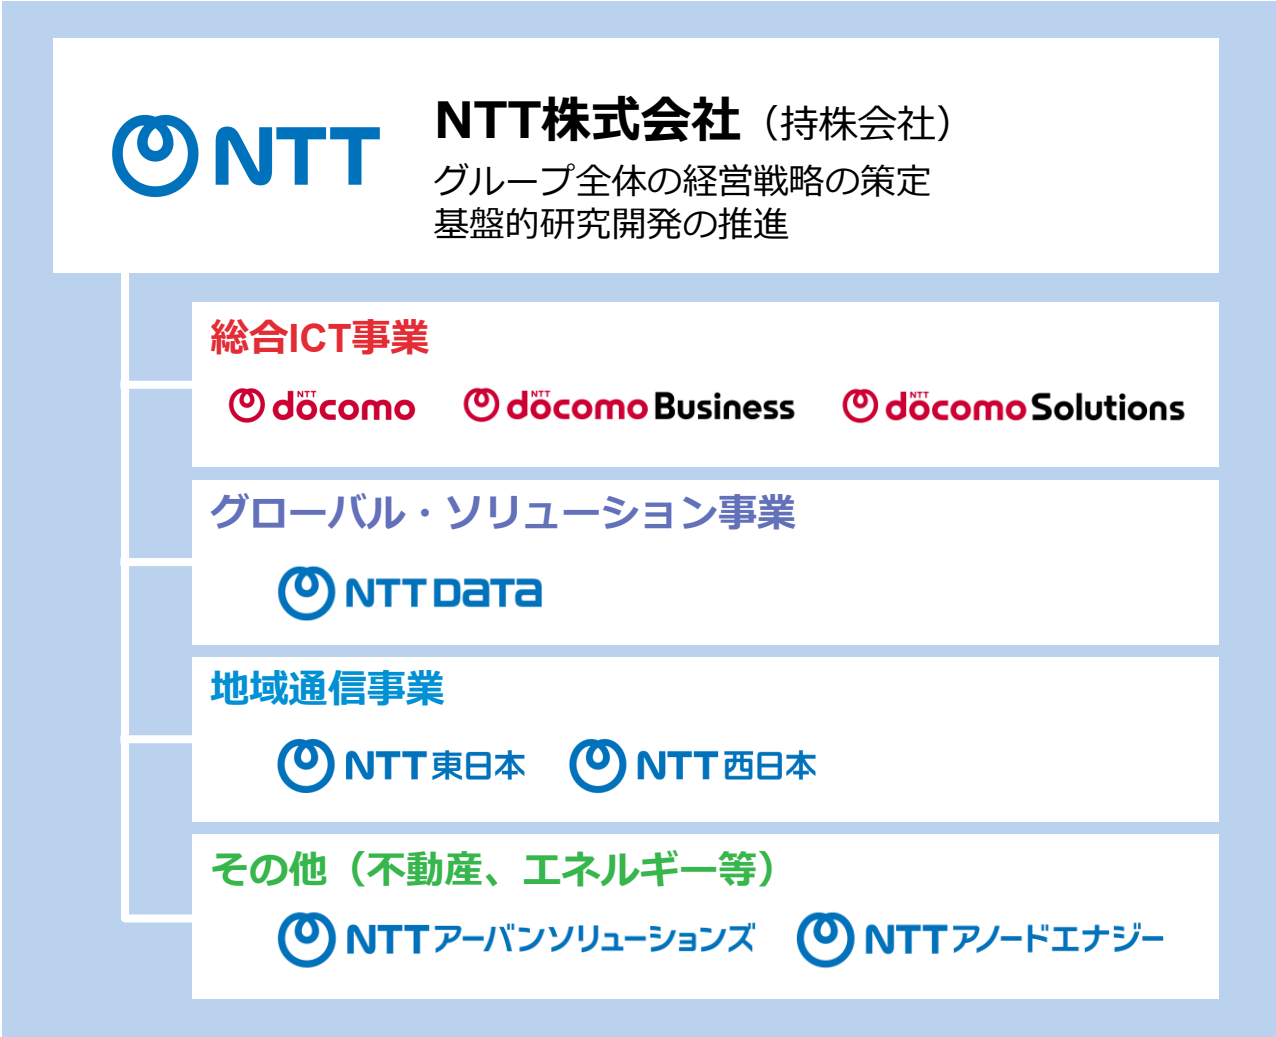 NTT
NTT株式会社（持株会社）
グループ全体の経営戦略の策定
基盤的研究開発の推進
総合ICT事業
NTT docomo
NTT docomo Business
NTT docomo Solutions
グローバル・ソリューション事業
NTT DATA
地域通信事業
NTT東日本
NTT西日本
その他（不動産、エネルギー等）
NTTアーバンソリューションズ
NTTアノードエナジー